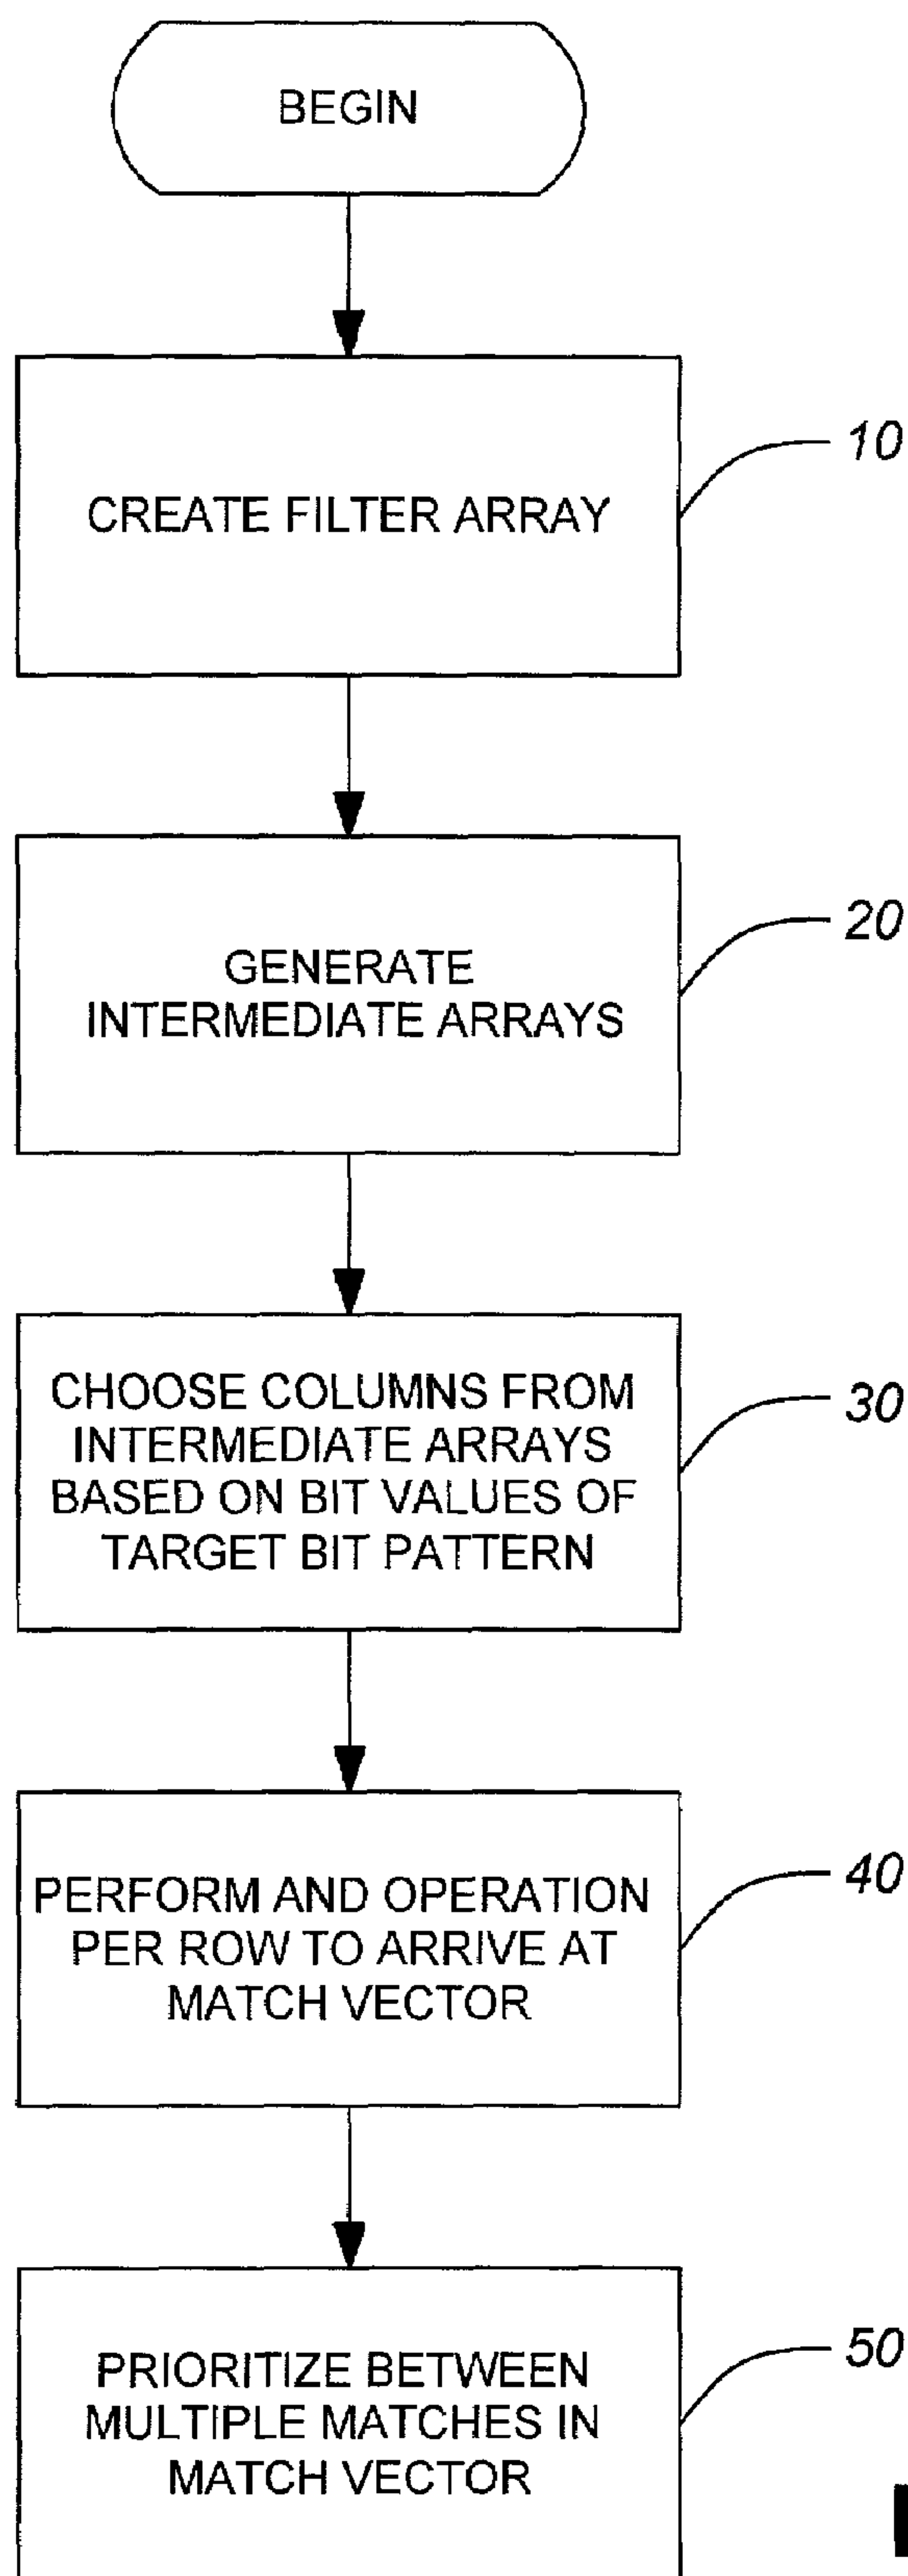 BEGIN
CREATE FILTER ARRAY
10
GENERATE
INTERMEDIATE ARRAYS
20
CHOOSE COLUMNS FROM
INTERMEDIATE ARRAYS
BASED ON BIT VALUES OF
TARGET BIT PATTERN
30
PERFORM AND OPERATION
PER ROW TO ARRIVE AT
MATCH VECTOR
40
PRIORITIZE BETWEEN
MULTIPLE MATCHES IN
MATCH VECTOR
50